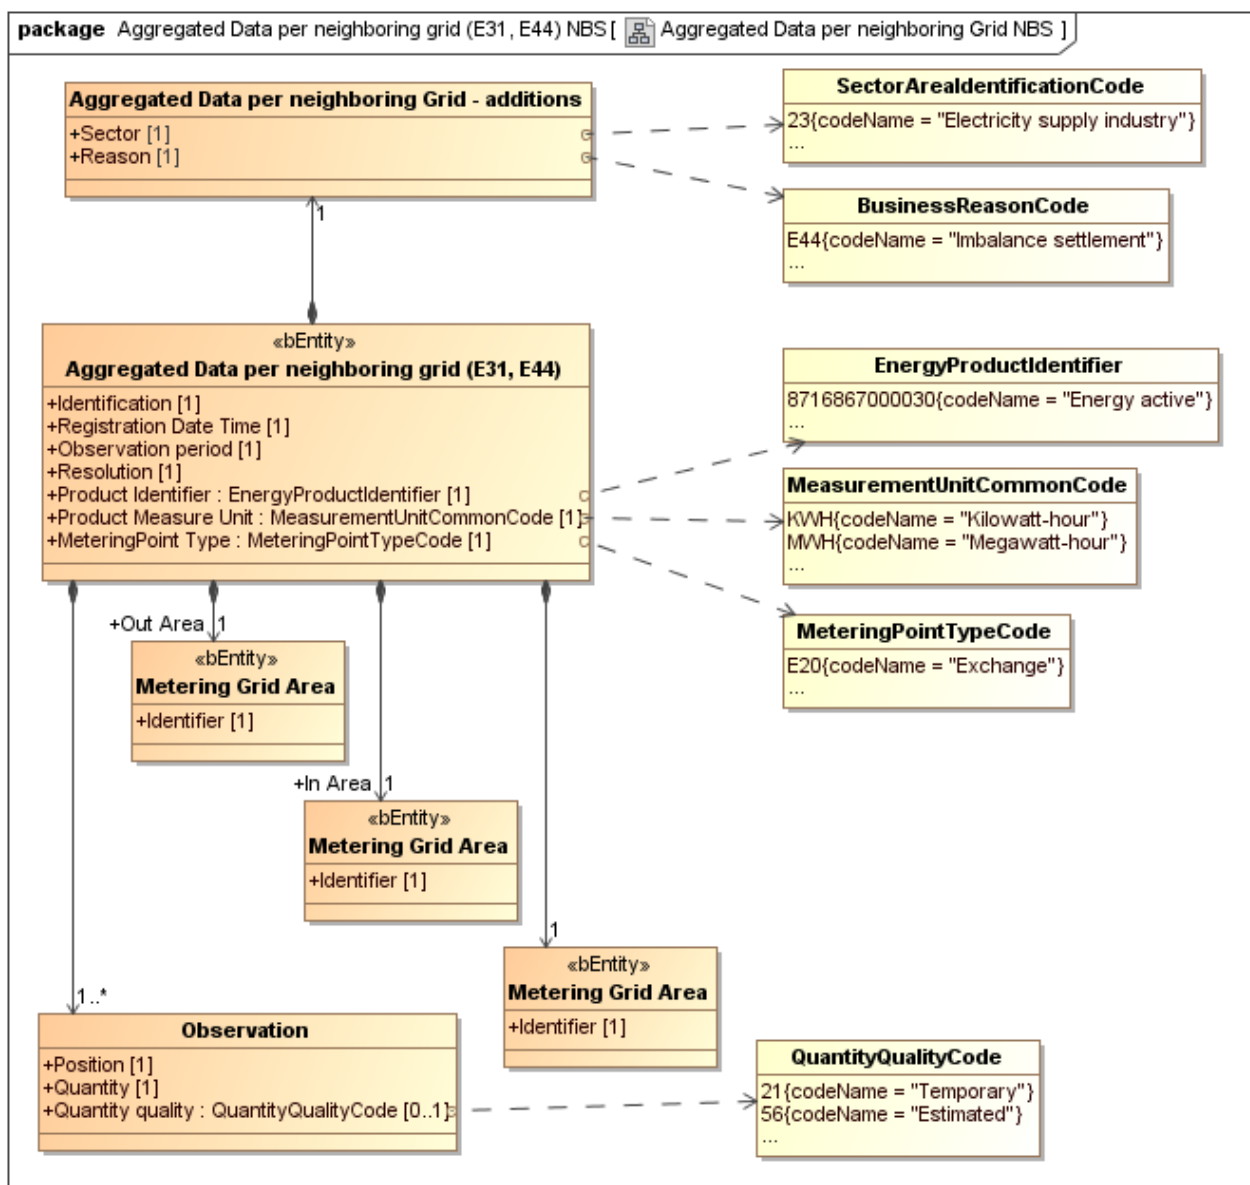 package Aggregated Data per neighboring grid (E31, E44) NBS [ Aggregated Data per neighboring Grid NBS ]
Aggregated Data per neighboring Grid - additions
+Sector [1]
+Reason [1]
SectorAreaIdentificationCode
23{codeName = "Electricity supply industry"}
...
BusinessReasonCode
E44{codeName = "Imbalance settlement"}
...
1
«bEntity»
Aggregated Data per neighboring grid (E31, E44)
+Identification [1]
+Registration Date Time [1]
+Observation period [1]
+Resolution [1]
+Product Identifier : EnergyProductIdentifier [1]
+Product Measure Unit : MeasurementUnitCommonCode [1]
+MeteringPoint Type : MeteringPointTypeCode [1]
EnergyProductIdentifier
8716867000030{codeName = "Energy active"}
...
MeasurementUnitCommonCode
KWH{codeName = "Kilowatt-hour"}
MWH{codeName = "Megawatt-hour"}
...
MeteringPointTypeCode
E20{codeName = "Exchange"}
...
+Out Area 1
«bEntity»
Metering Grid Area
+Identifier [1]
+In Area 1
«bEntity»
Metering Grid Area
+Identifier [1]
1
«bEntity»
Metering Grid Area
+Identifier [1]
1..*
Observation
+Position [1]
+Quantity [1]
+Quantity quality : QuantityQualityCode [0..1]
QuantityQualityCode
21{codeName = "Temporary"}
56{codeName = "Estimated"}
...